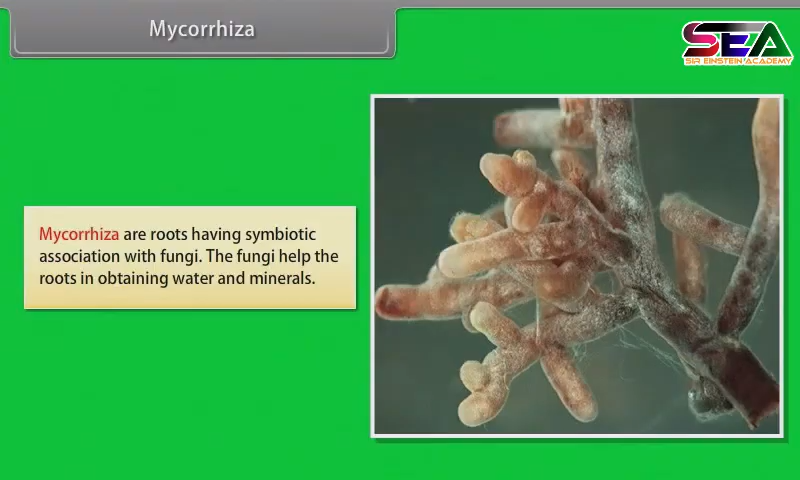 Mycorrhiza
SEA
SIR EINSTEIN ACADEMY
Mycorrhiza are roots having symbiotic
association with fungi. The fungi help the
roots in obtaining water and minerals.